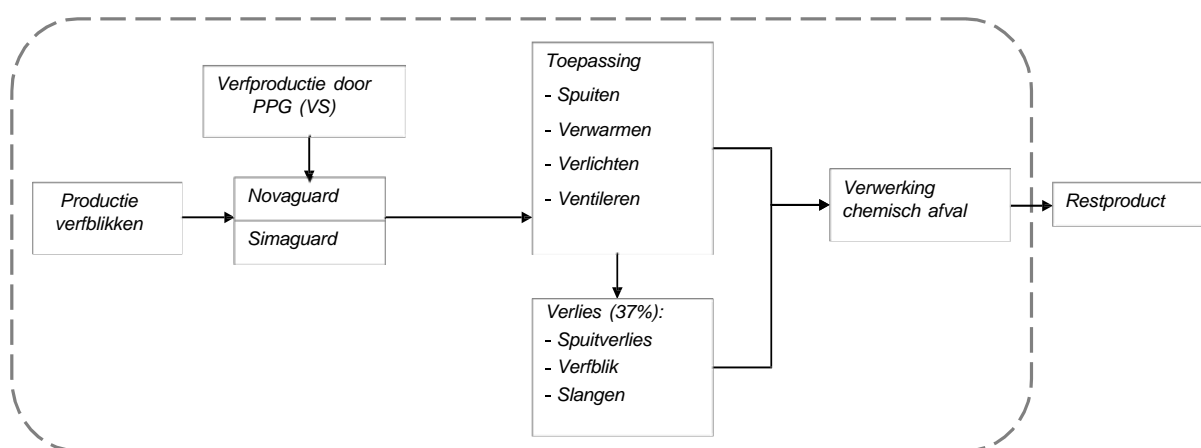 Verfproductie door
PPG (VS)
Productie
verfblikken
Novaguard
Simaguard
Toepassing
- Spuiten
- Verwarmen
- Verlichten
- Ventileren
Verlies (37%):
- Spuitverlies
- Verfblik
- Slangen
Verwerking
chemisch afval
Restproduct